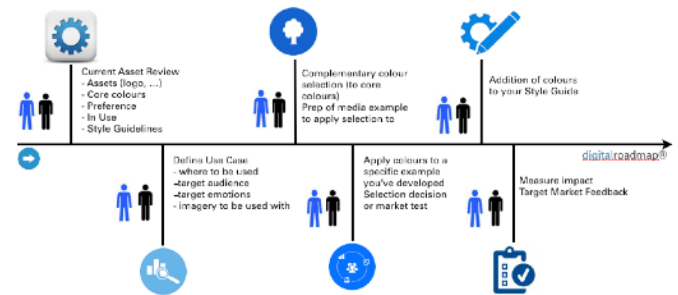 Current Asset Review
- Assets (logo, ...)
- Core colours
- Preference
- In Use
- Style Guidelines
Define Use Case
- where to be used
-target audience
-target emotions
- imagery to be used with
Complementary colour
selection (to core
colours)
Prep of media example
to apply selection to
Apply colours to a
specific example
you've developed
Selection decision
or market test
Addition of colours
to your Style Guide
digitalroadmap®
Measure impact
Target Market Feedback